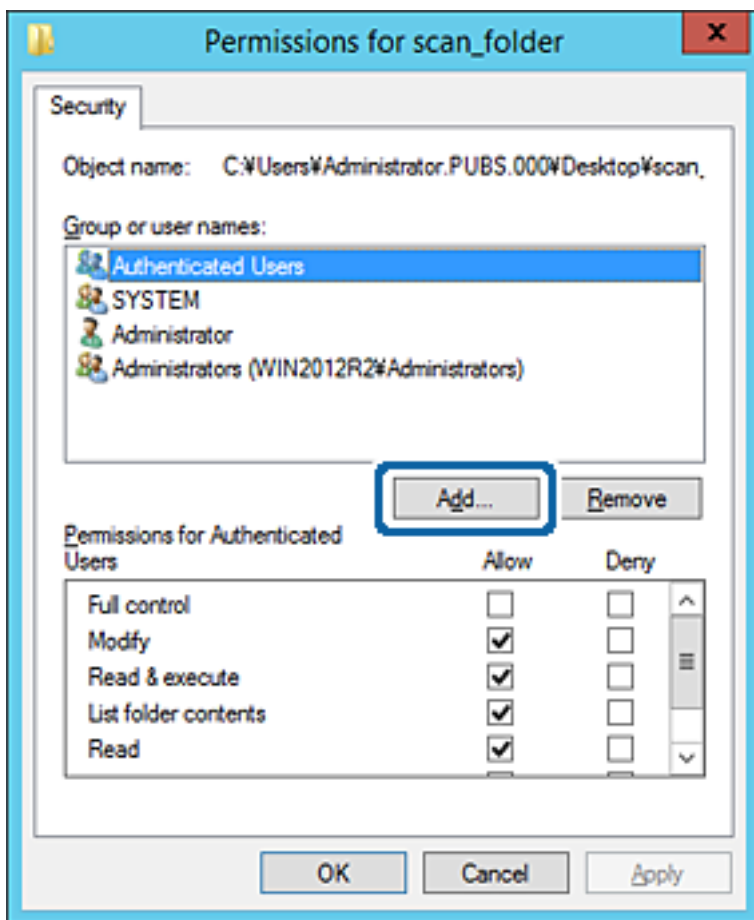 Permissions for scan_folder
x
Security
Object name: C:¥Users¥Administrator.PUBS.000¥Desktop¥scan_
Group or user names:
Authenticated Users
SYSTEM
Administrator
Administrators (WIN2012R2¥Administrators)
Add...
Remove
Permissions for Authenticated
Users
Allow
Deny
Full control
Modify
Read & execute
List folder contents
Read
OK
Cancel
Apply